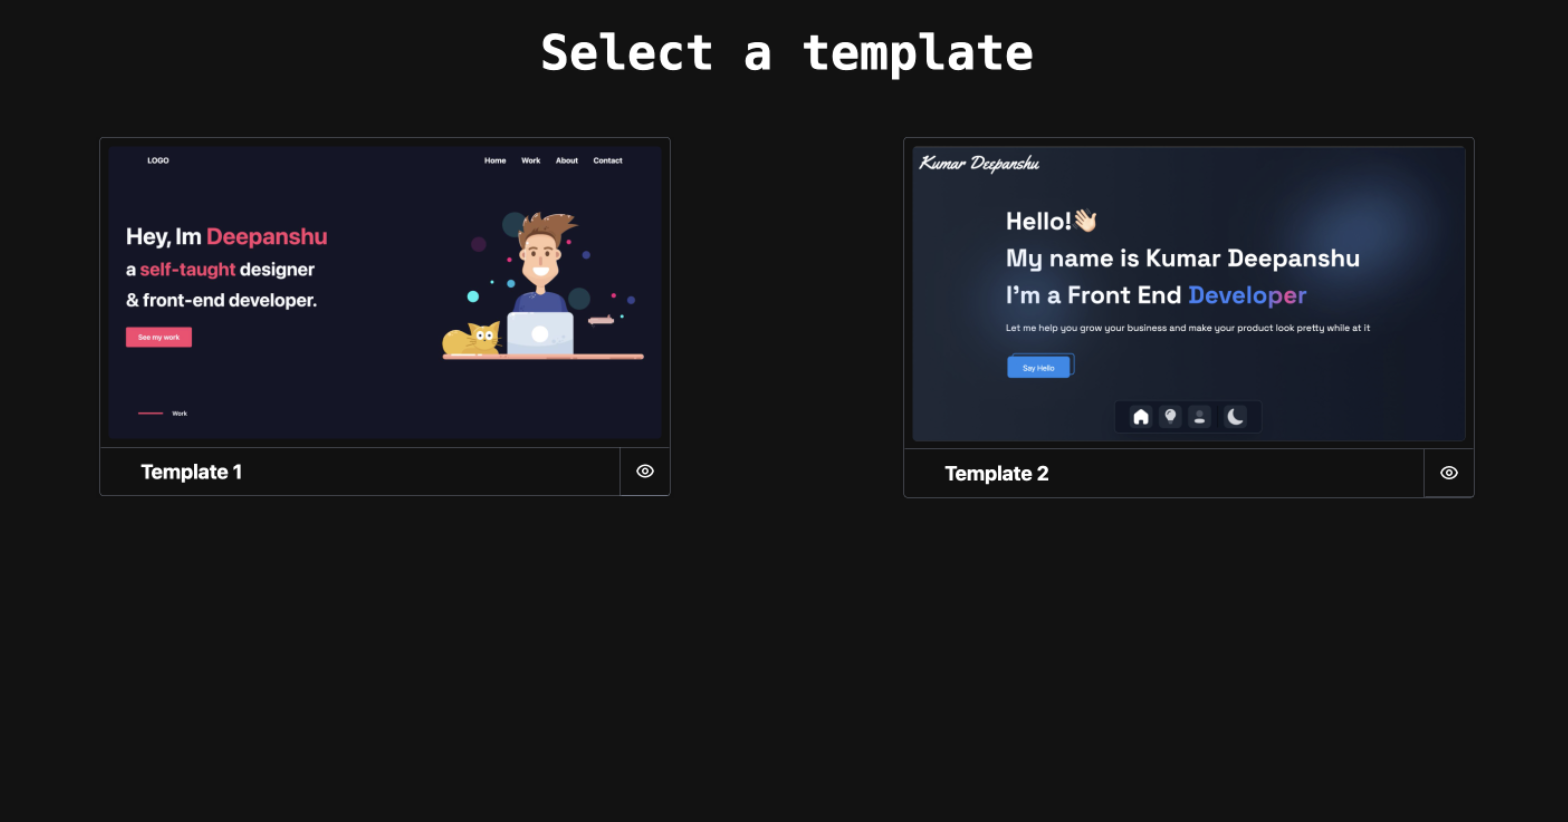 Select a template
LOGO
Home Work About Contact
Hey, Im Deepanshu
a self-taught designer
& front-end developer.
See my work
Work
Template 1
Kumar Deepanshu
Hello!👋🏻
My name is Kumar Deepanshu
I'm a Front End Developer
Let me help you grow your business and make your product look pretty while at it
Say Hello
Template 2